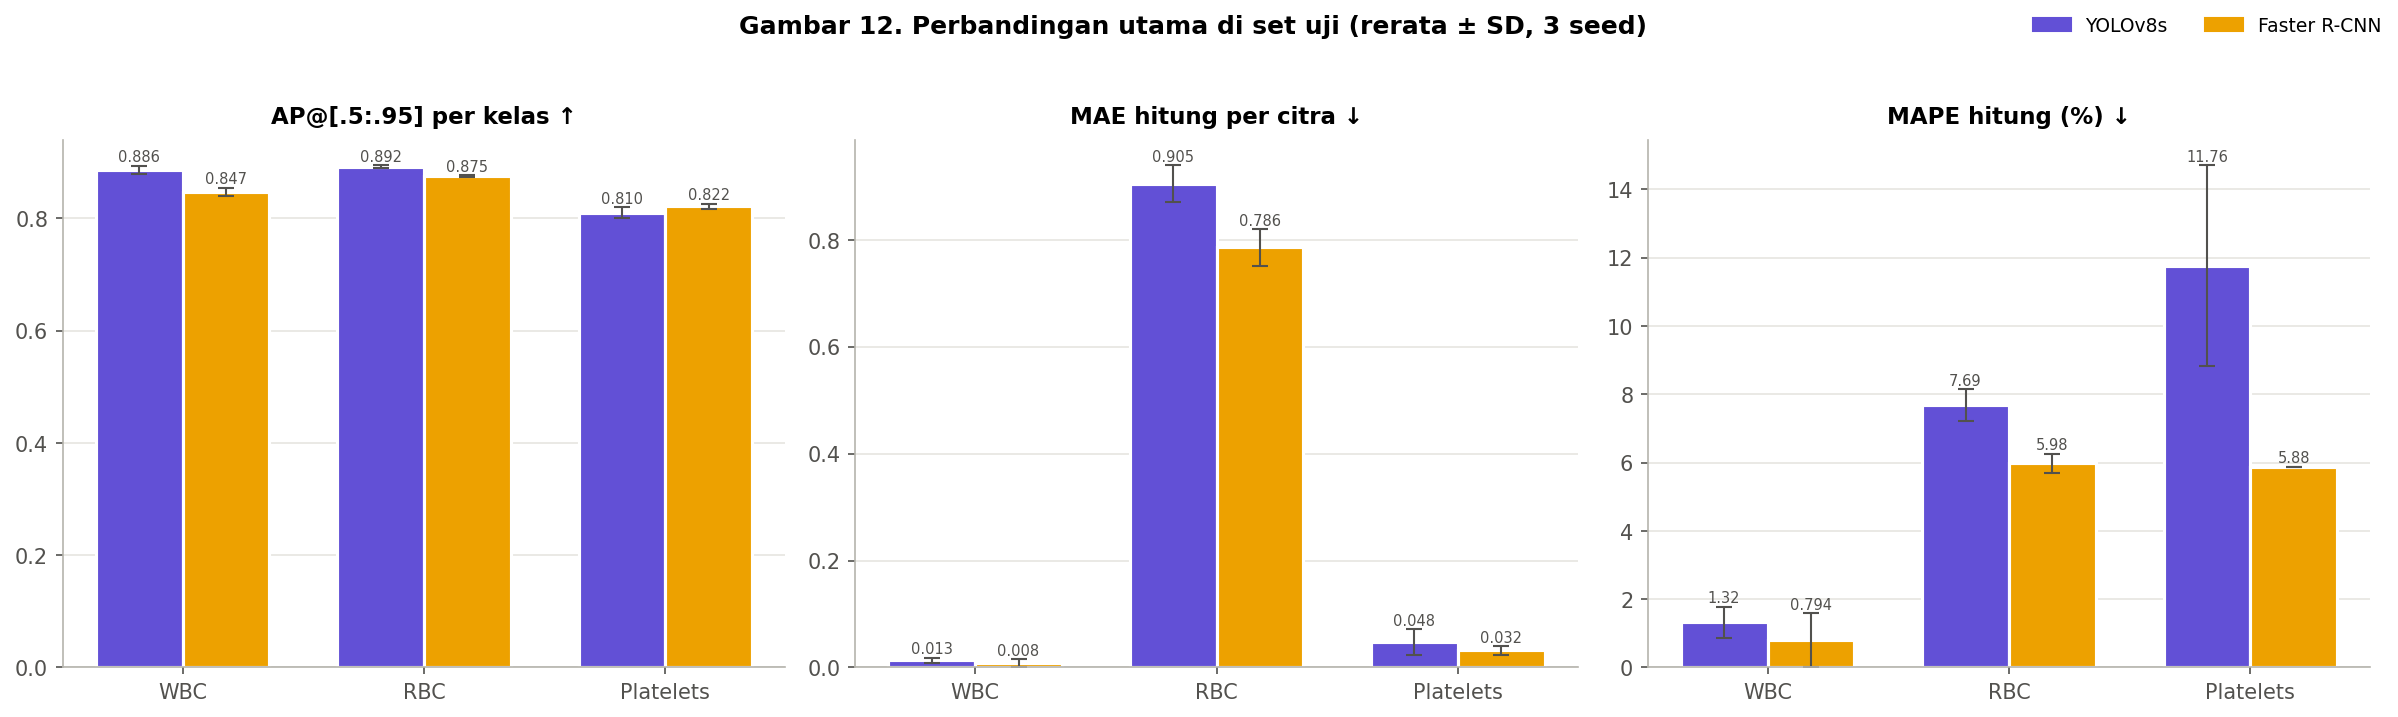 Gambar 12. Perbandingan utama di set uji (rerata ± SD, 3 seed)
YOLOv8s
Faster R-CNN
AP@[.5:.95] per kelas ↑
0.8
0.6
0.4
0.2
0.0
0.886
0.847
0.892
0.875
0.810
0.822
WBC
RBC
Platelets
MAE hitung per citra ↓
0.8
0.6
0.4
0.2
0.0
0.013
0.008
0.905
0.786
0.048
0.032
WBC
RBC
Platelets
MAPE hitung (%) ↓
14
12
10
8
6
4
2
0
1.32
0.794
7.69
5.98
11.76
5.88
WBC
RBC
Platelets